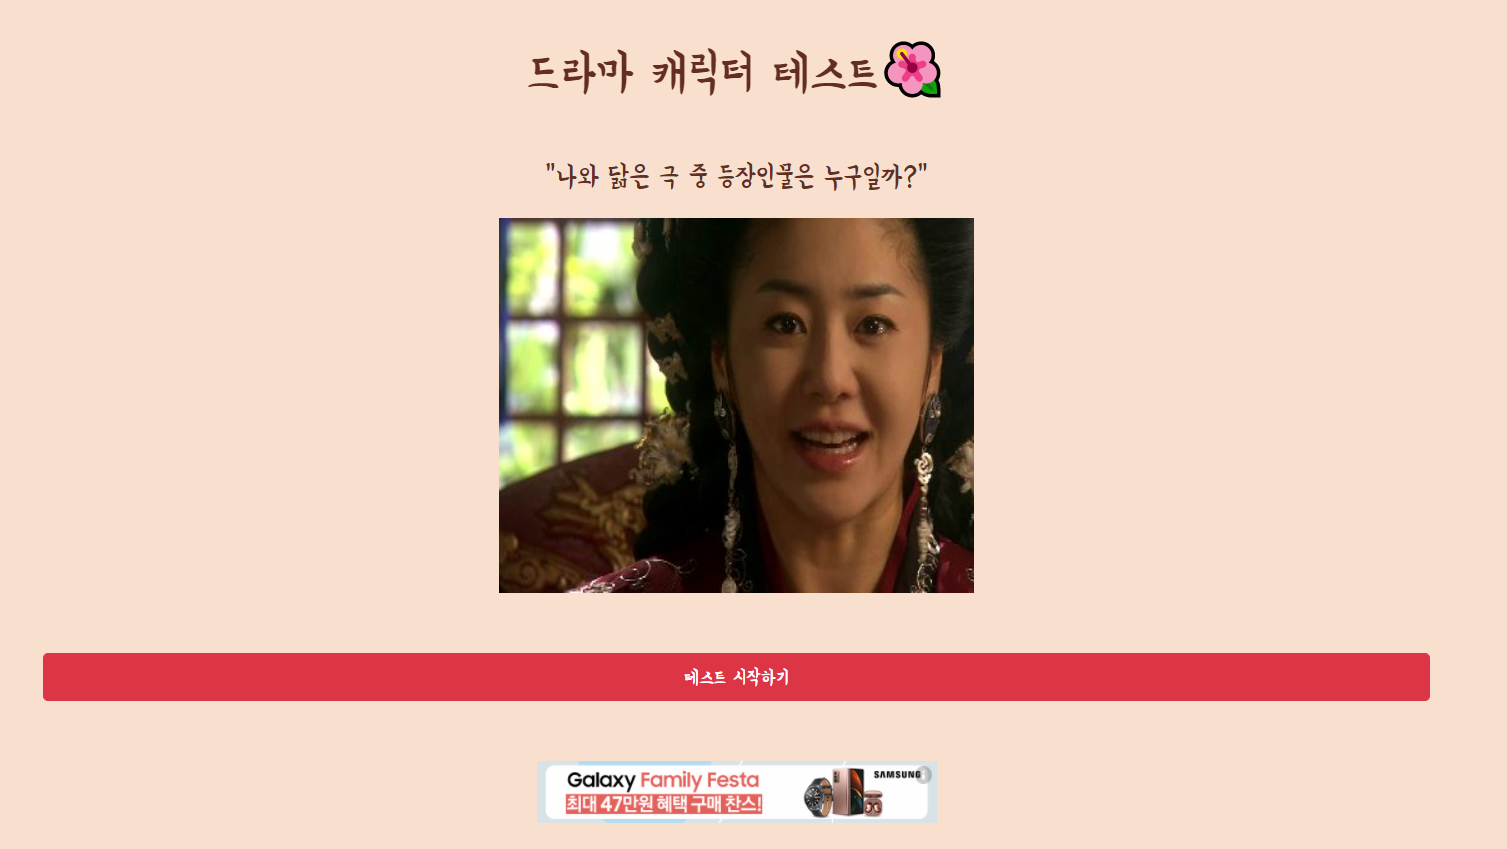 드라마 캐릭터 테스트
"나와 닮은 극 중 등장인물은 누구일까?"
테스트 시작하기
Galaxy Family Festa
최대 47만원 혜택 구매 찬스!
SAMSUNG